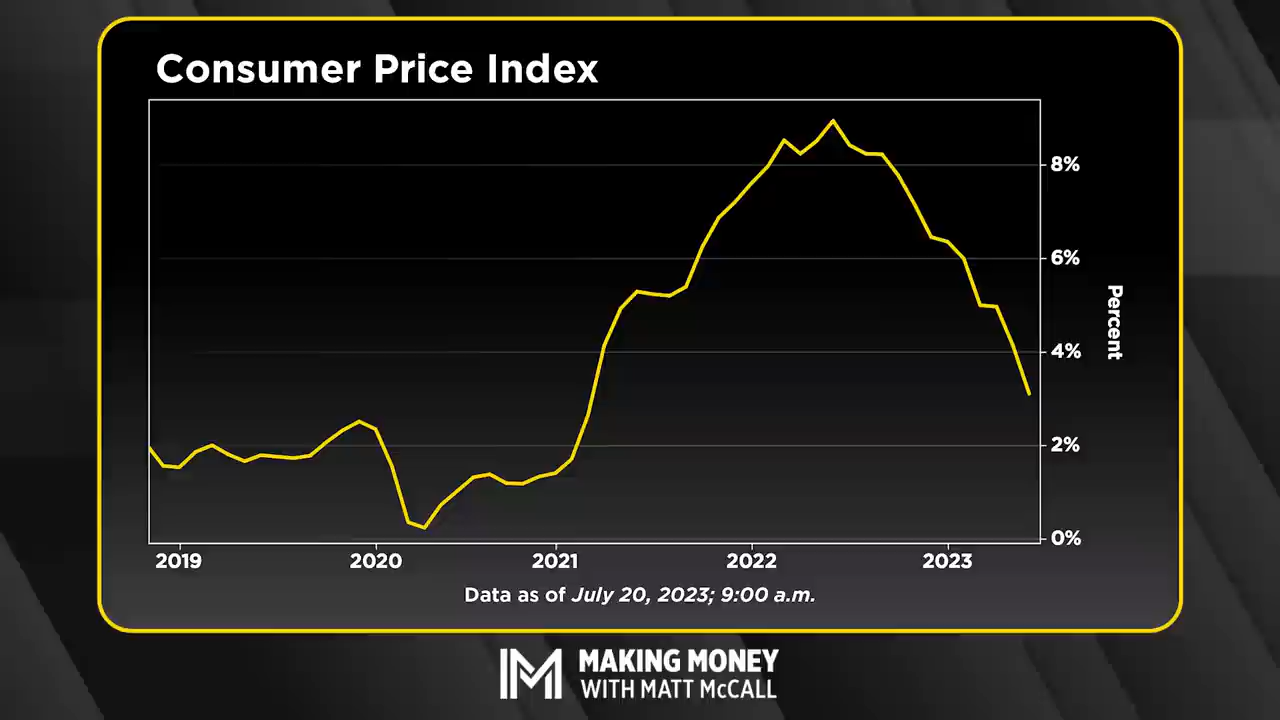 Consumer Price Index
8%
6%
4%
2%
0%
Percent
2019 2020 2021 2022 2023
Data as of July 20, 2023; 9:00 a.m.
MAKING MONEY
WITH MATT McCALL